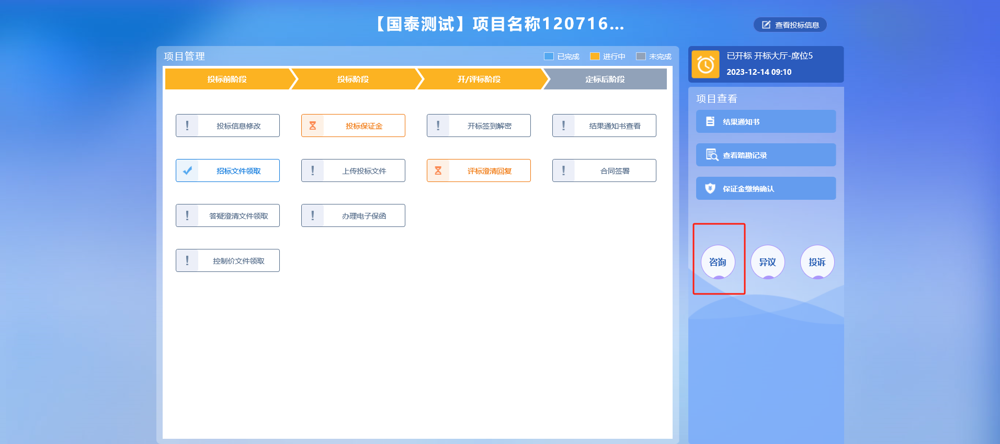 【国泰测试】项目名称120716...
查看投标信息
项目管理
已完成
进行中
未完成
投标前阶段
投标阶段
开/评标阶段
定标后阶段
投标信息修改
投标保证金
开标签到解密
结果通知书查看
招标文件领取
上传投标文件
评标澄清回复
合同签署
答疑澄清文件领取
办理电子保函
控制价文件领取
已开标 开标大厅-席位5
2023-12-14 09:10
项目查看
结果通知书
查看踏勘记录
保证金缴纳确认
咨询
异议
投诉